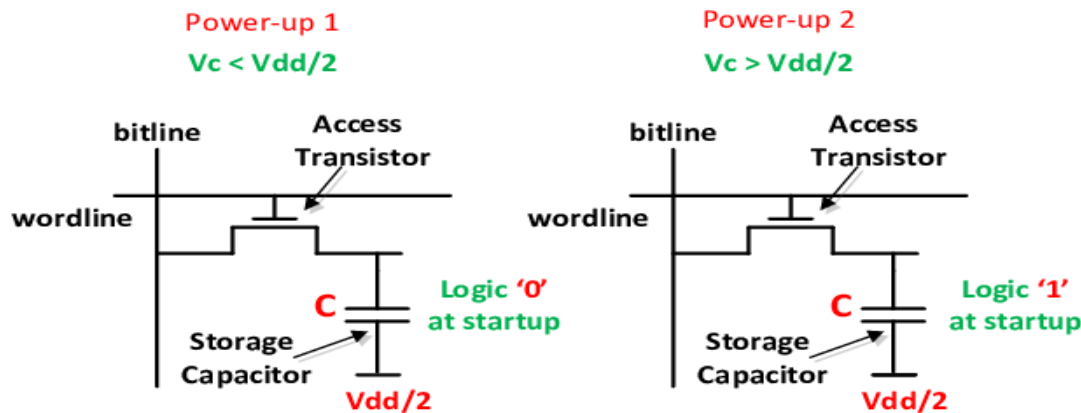 Power-up 1
Vc < Vdd/2
bitline
Access
Transistor
wordline
C
Logic ‘0’
at startup
Storage
Capacitor
Vdd/2
Power-up 2
Vc > Vdd/2
bitline
Access
Transistor
wordline
C
Logic ‘1’
at startup
Storage
Capacitor
Vdd/2